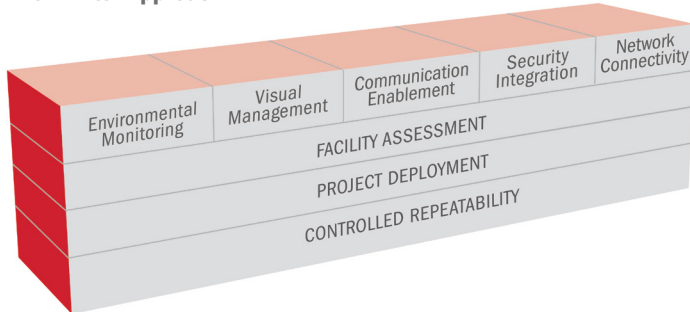 Environmental
Monitoring
Visual
Management
Communication
Enablement
Security
Integration
Network
Connectivity
FACILITY ASSESSMENT
PROJECT DEPLOYMENT
CONTROLLED REPEATABILITY